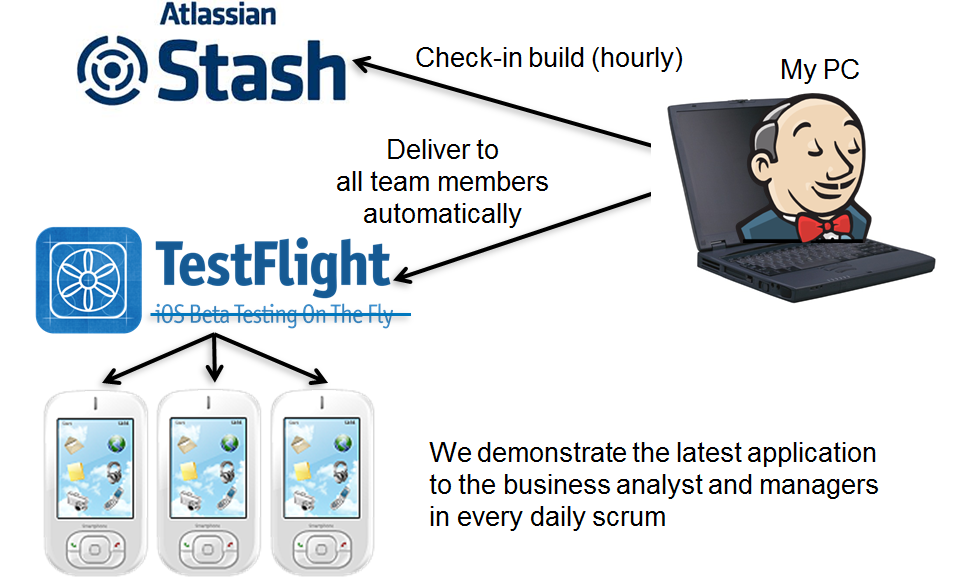 Atlassian
Stash
Check-in build (hourly)
My PC
Deliver to
all team members
automatically
TestFlight
iOS Beta Testing On The Fly
We demonstrate the latest application
to the business analyst and managers
in every daily scrum